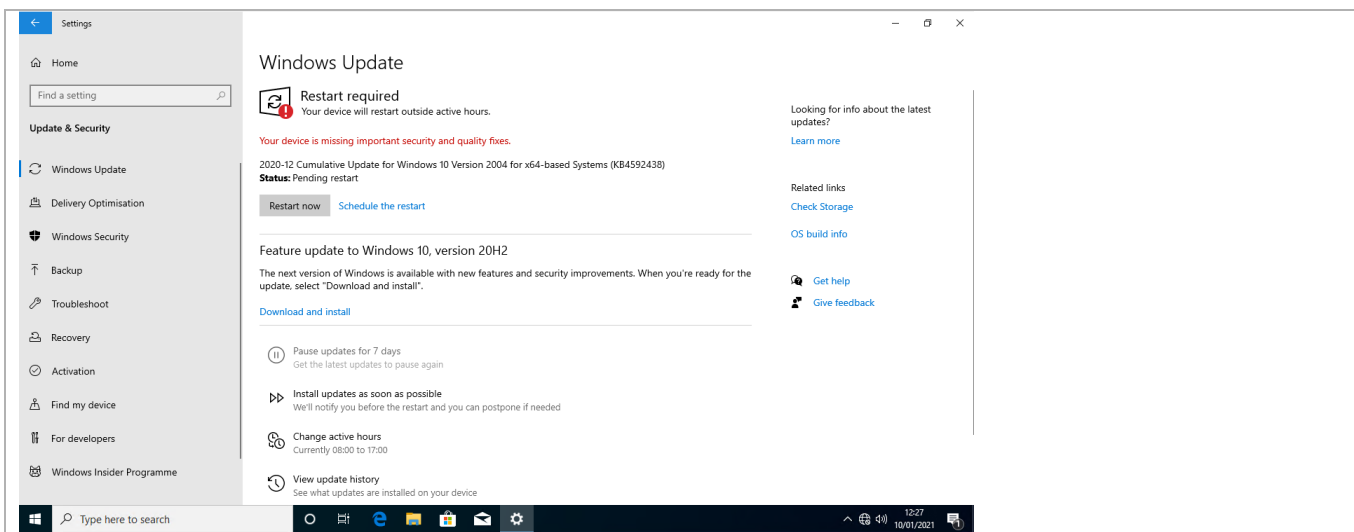 Settings
Home
Find a setting
Update & Security
Windows Update
Delivery Optimisation
Windows Security
Backup
Troubleshoot
Recovery
Activation
Find my device
For developers
Windows Insider Programme
Windows Update
Restart required
Your device will restart outside active hours.
Your device is missing important security and quality fixes.
2020-12 Cumulative Update for Windows 10 Version 2004 for x64-based Systems (KB4592438)
Status: Pending restart
Restart now Schedule the restart
Feature update to Windows 10, version 20H2
The next version of Windows is available with new features and security improvements. When you're ready for the
update, select "Download and install".
Download and install
Pause updates for 7 days
Get the latest updates to pause again
Install updates as soon as possible
We'll notify you before the restart and you can postpone if needed
Change active hours
Currently 08:00 to 17:00
View update history
See what updates are installed on your device
Looking for info about the latest
updates?
Learn more
Related links
Check Storage
OS build info
Get help
Give feedback
Type here to search
12:27
10/01/2021
1